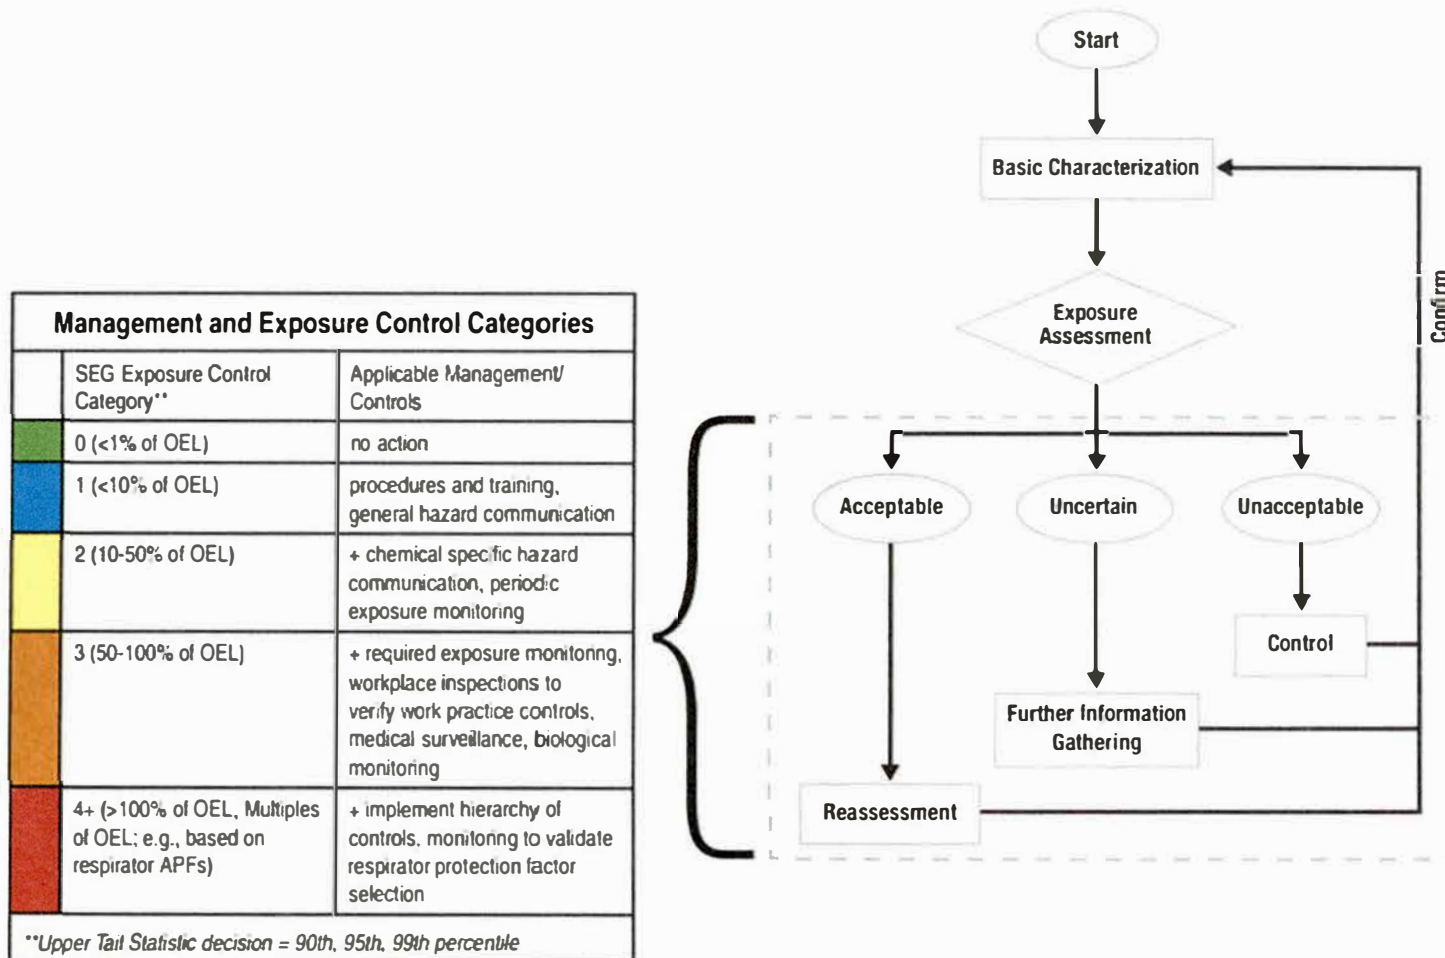 Management and Exposure Control Categories
SEG Exposure Control
Category**
Applicable Management/
Controls
0 (<1% of OEL)
no action
1 (<10% of OEL)
procedures and training,
general hazard communication
2 (10-50% of OEL)
+ chemical specific hazard
communication, periodic
exposure monitoring
3 (50-100% of OEL)
+ required exposure monitoring,
workplace inspections to
verify work practice controls,
medical surveillance, biological
monitoring
4+ (>100% of OEL, Multiples
of OEL; e.g., based on
respirator APFs)
+ implement hierarchy of
controls, monitoring to validate
respirator protection factor
selection
**Upper Tail Statistic decision = 90th, 95th, 99th percentile
Start
Basic Characterization
Exposure
Assessment
Confirm
Acceptable
Uncertain
Unacceptable
Control
Further Information
Gathering
Reassessment